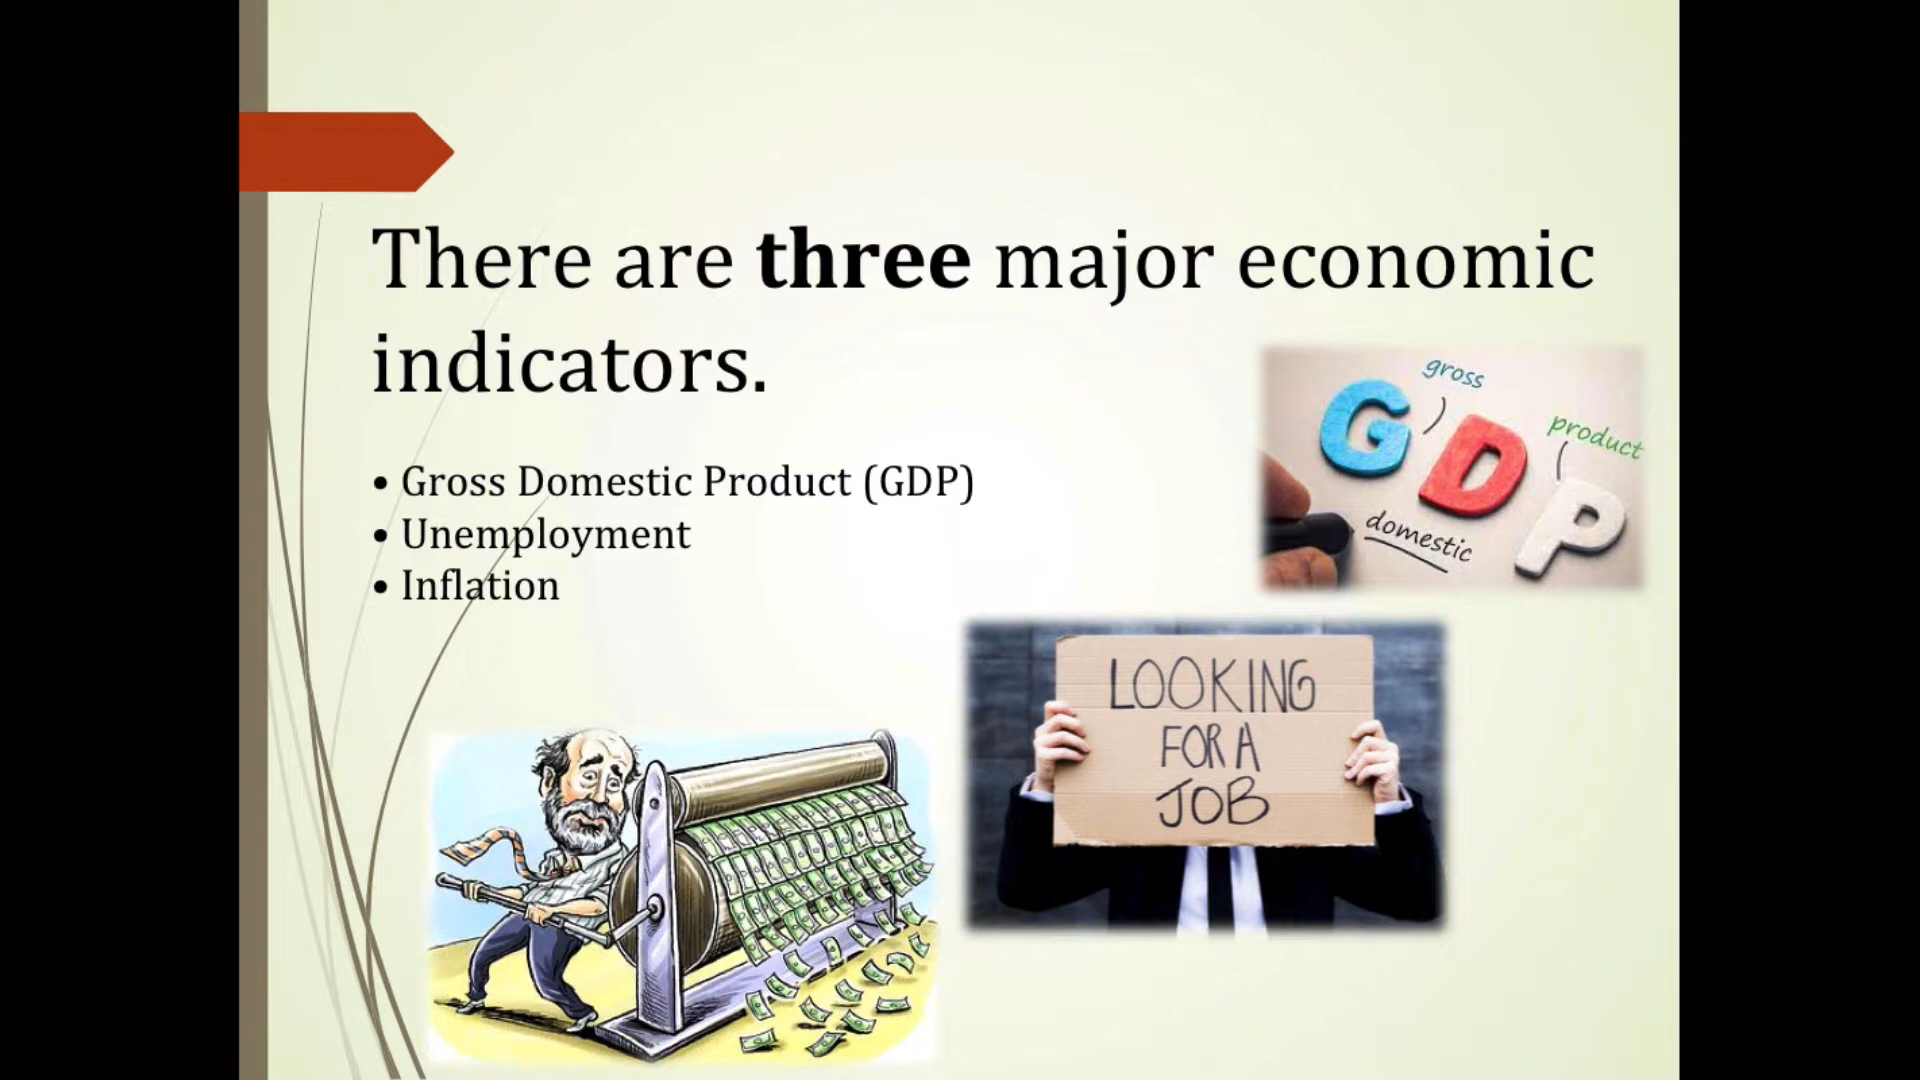 There are three major economic
indicators.
• Gross Domestic Product (GDP)
• Unemployment
• Inflation
gross
GDP
product
domestic
LOOKING
FOR A
JOB